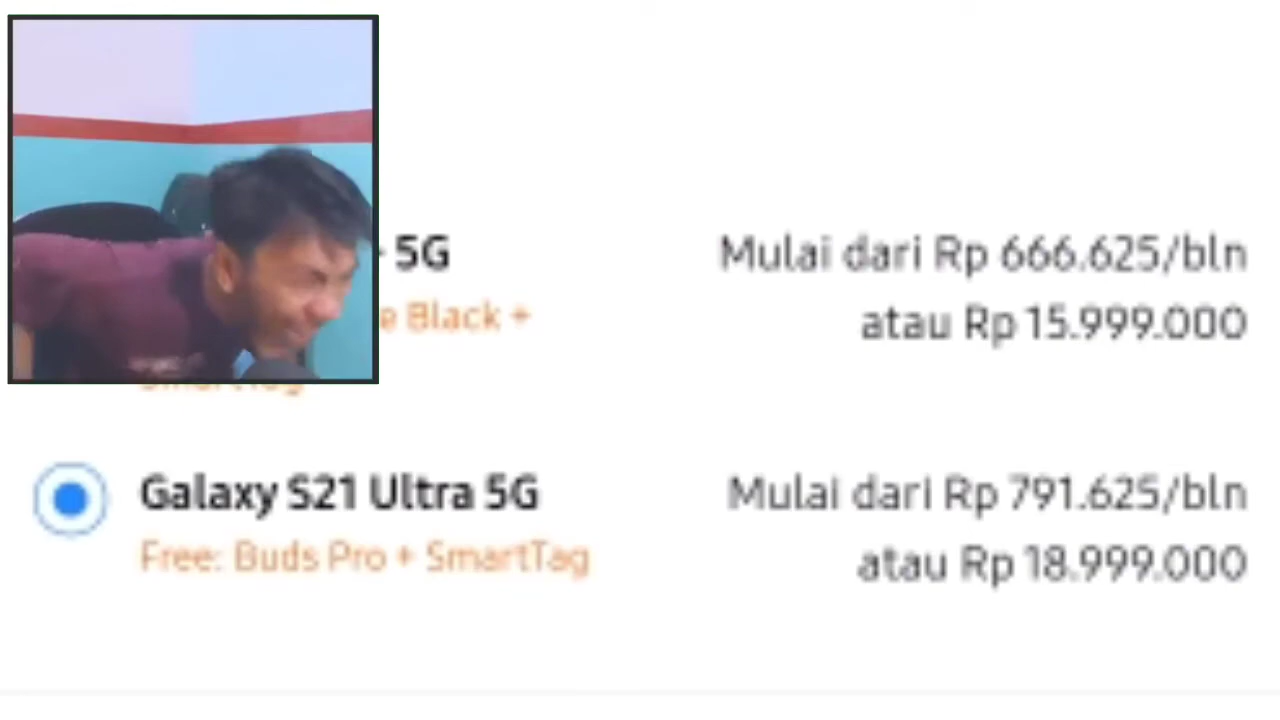 5G
Mulai dari Rp 666.625/bln
e Black +
atau Rp 15.999.000
SmartTag
Galaxy S21 Ultra 5G
Mulai dari Rp 791.625/bln
Free: Buds Pro + SmartTag
atau Rp 18.999.000